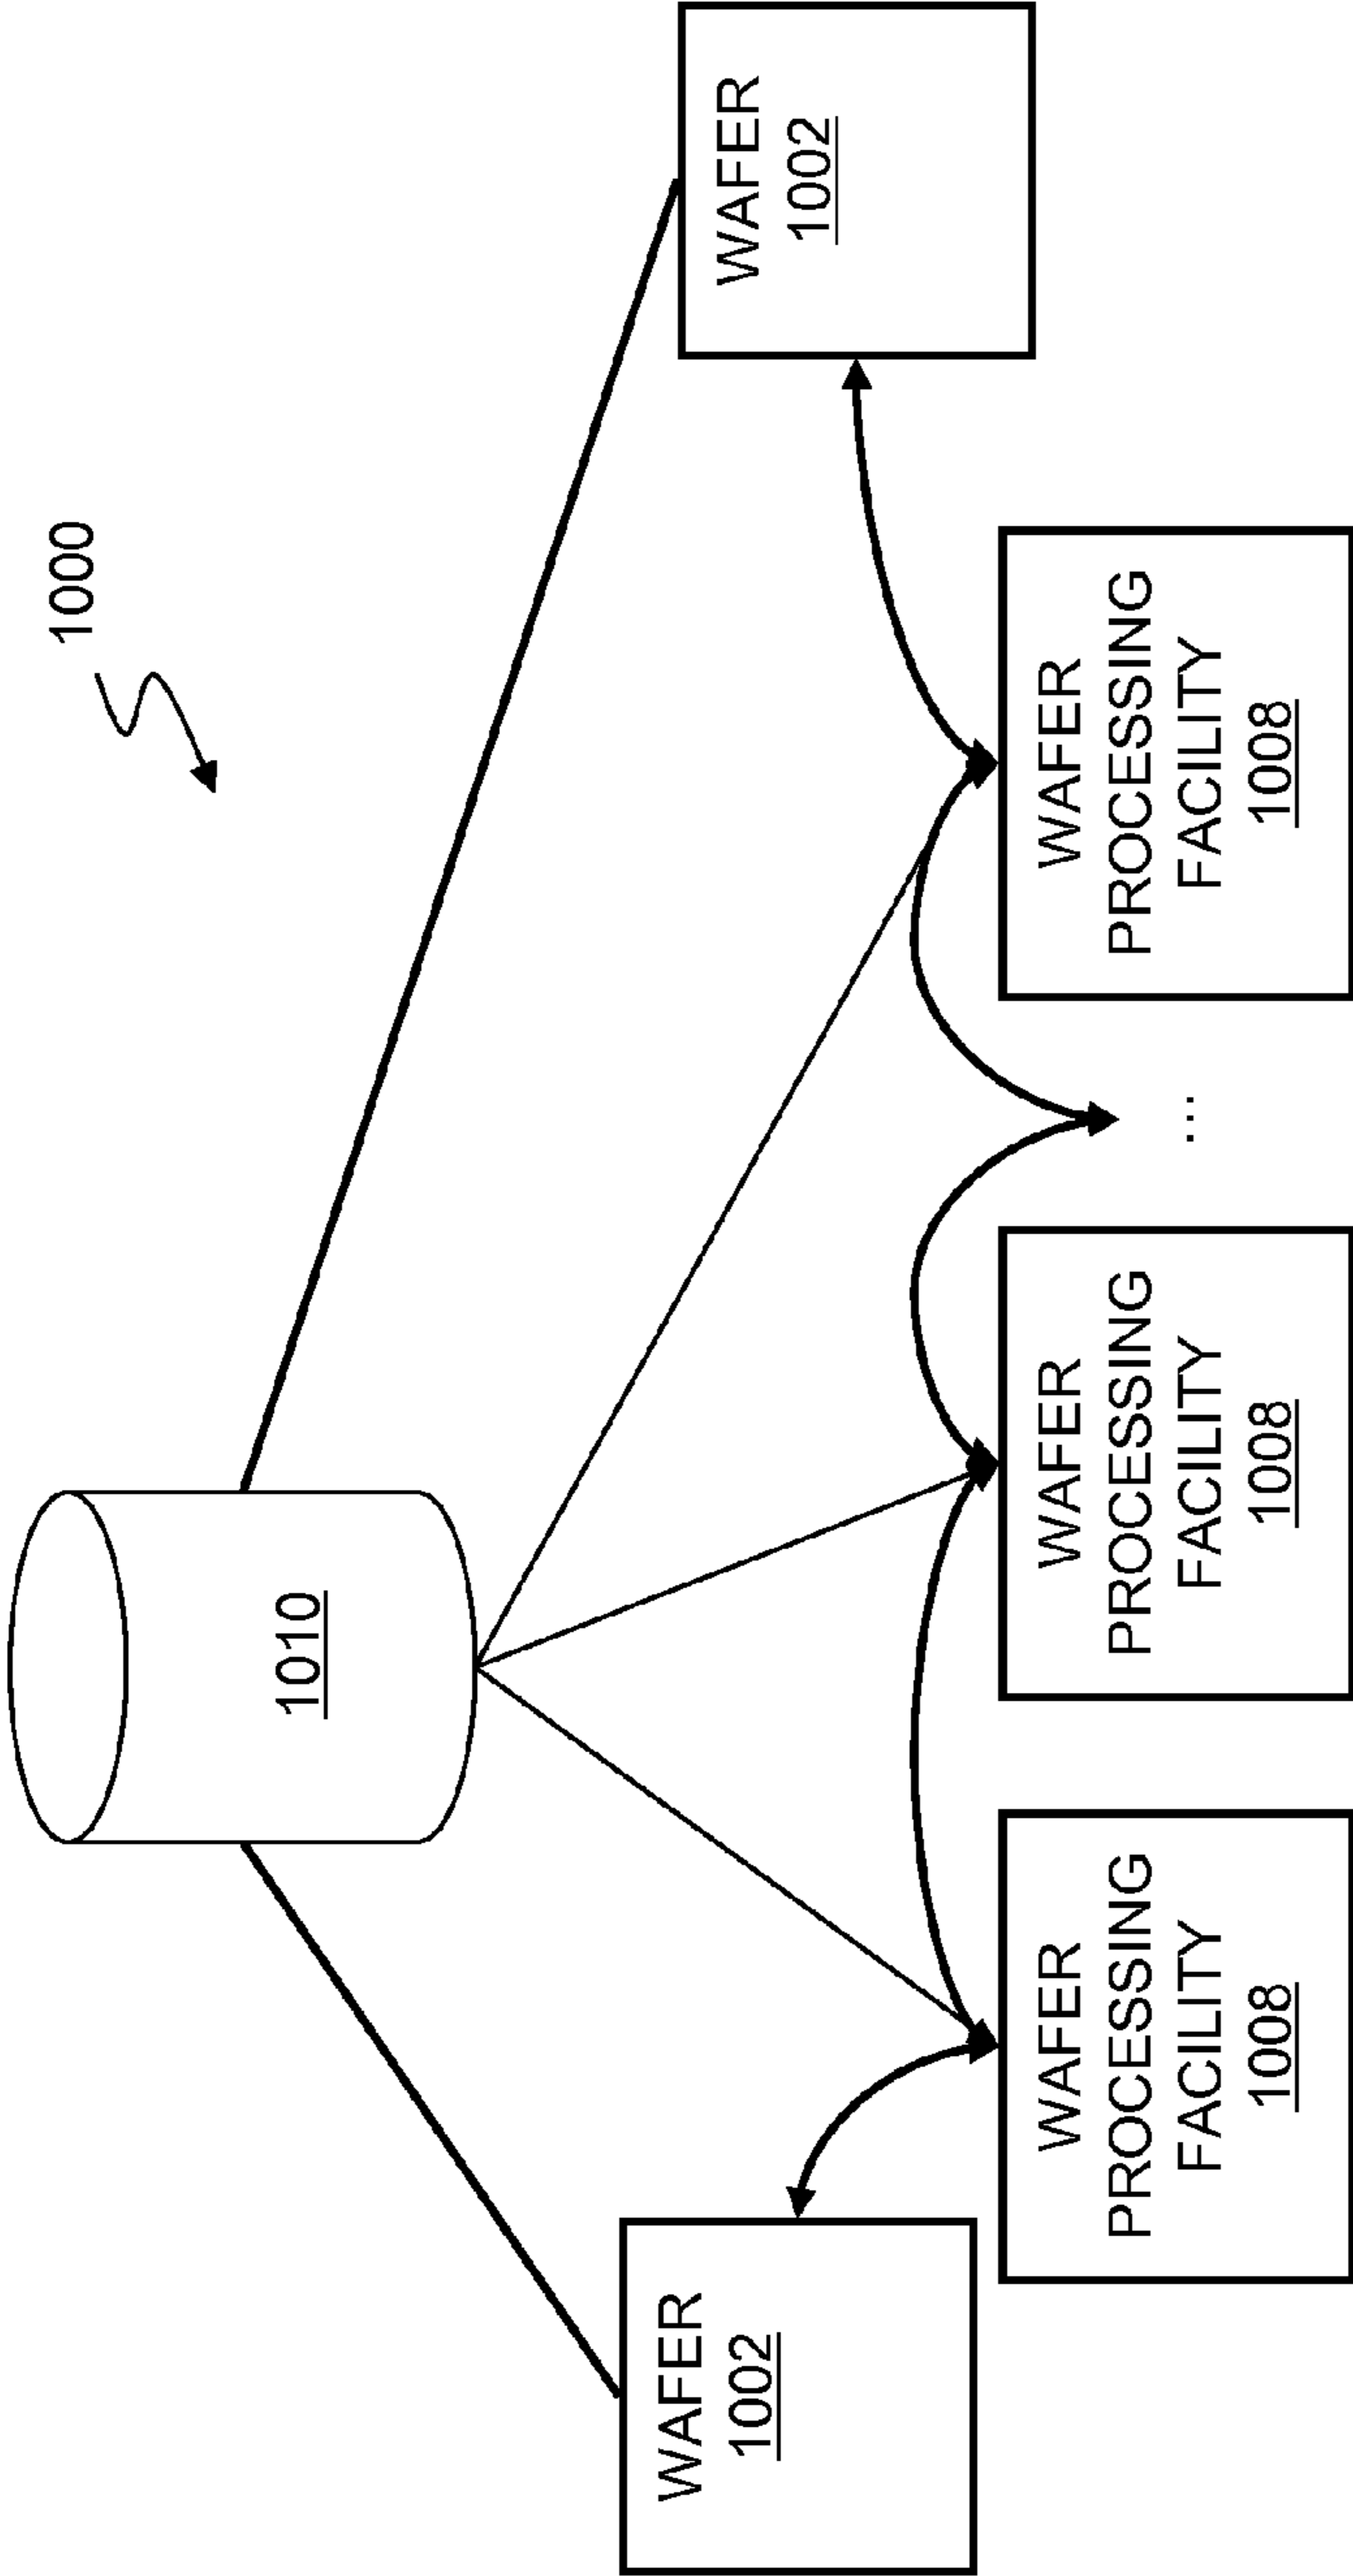 1000
1010
WAFER
1002
WAFER
PROCESSING
FACILITY
1008
WAFER
PROCESSING
FACILITY
1008
...
WAFER
PROCESSING
FACILITY
1008
WAFER
1002